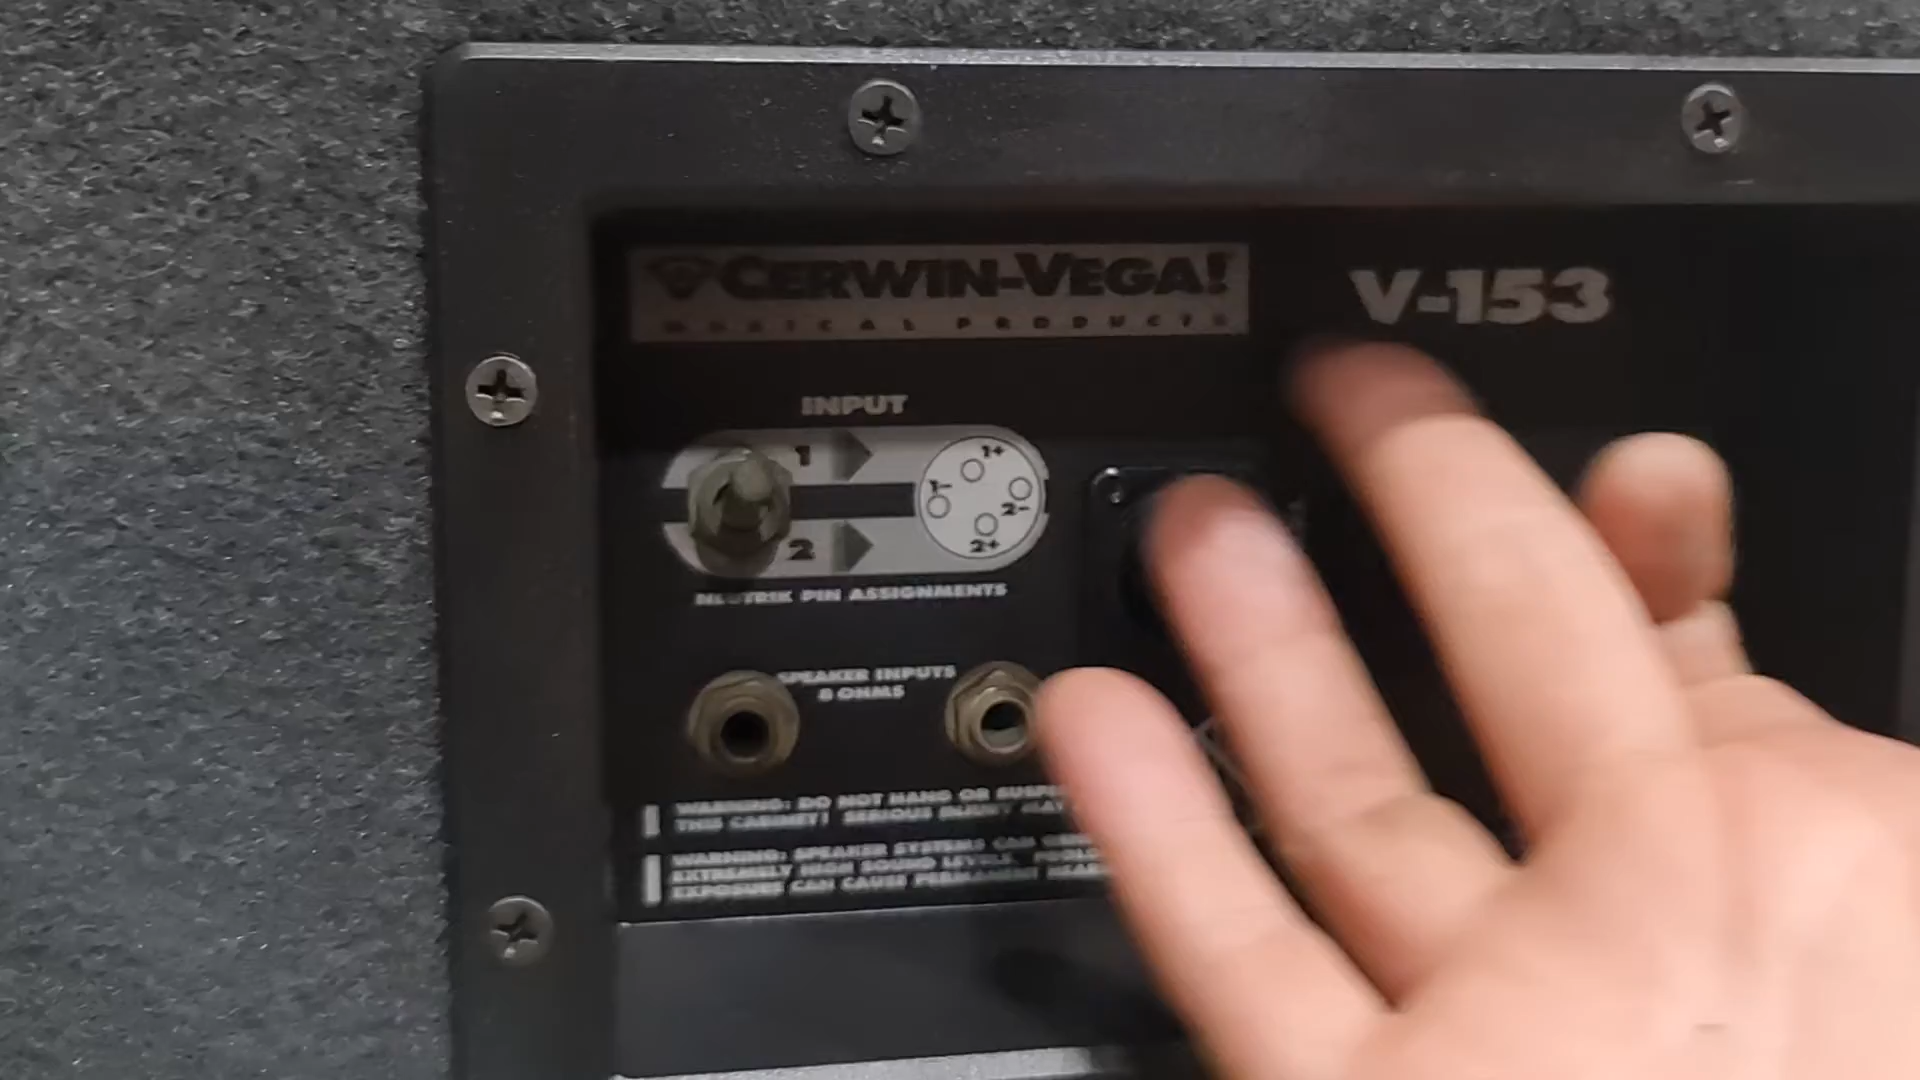 CERWIN-VEGA!
MUSICAL PRODUCTS
V-153
INPUT
1
1+
1-
2-
2
2+
NEUTRIK PIN ASSIGNMENTS
SPEAKER INPUTS
8 OHMS
WARNING: DO NOT HANG OR
THIS CABINET! SERIOUS INJURY MAY
WARNING: SPEAKER SYSTEMS CAN
EXTREMELY HIGH SOUND LEVELS.
EXPOSURE CAN CAUSE PERMANENT